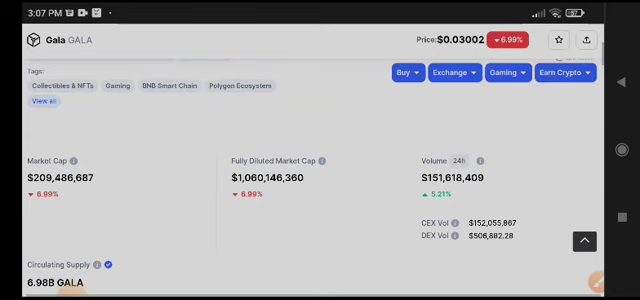 3:07 PM
67
Gala GALA
Price: $0.03002 6.99%
Tags:
Collectibles & NFTs Gaming BNB Smart Chain Polygon Ecosystem
View all
Buy Exchange Gaming Earn Crypto
Market Cap
$209,486,687
6.99%
Fully Diluted Market Cap
$1,060,146,360
6.99%
Volume 24h
$151,618,409
5.21%
CEX Vol $152,055,867
DEX Vol $506,882.28
Circulating Supply
6.98B GALA